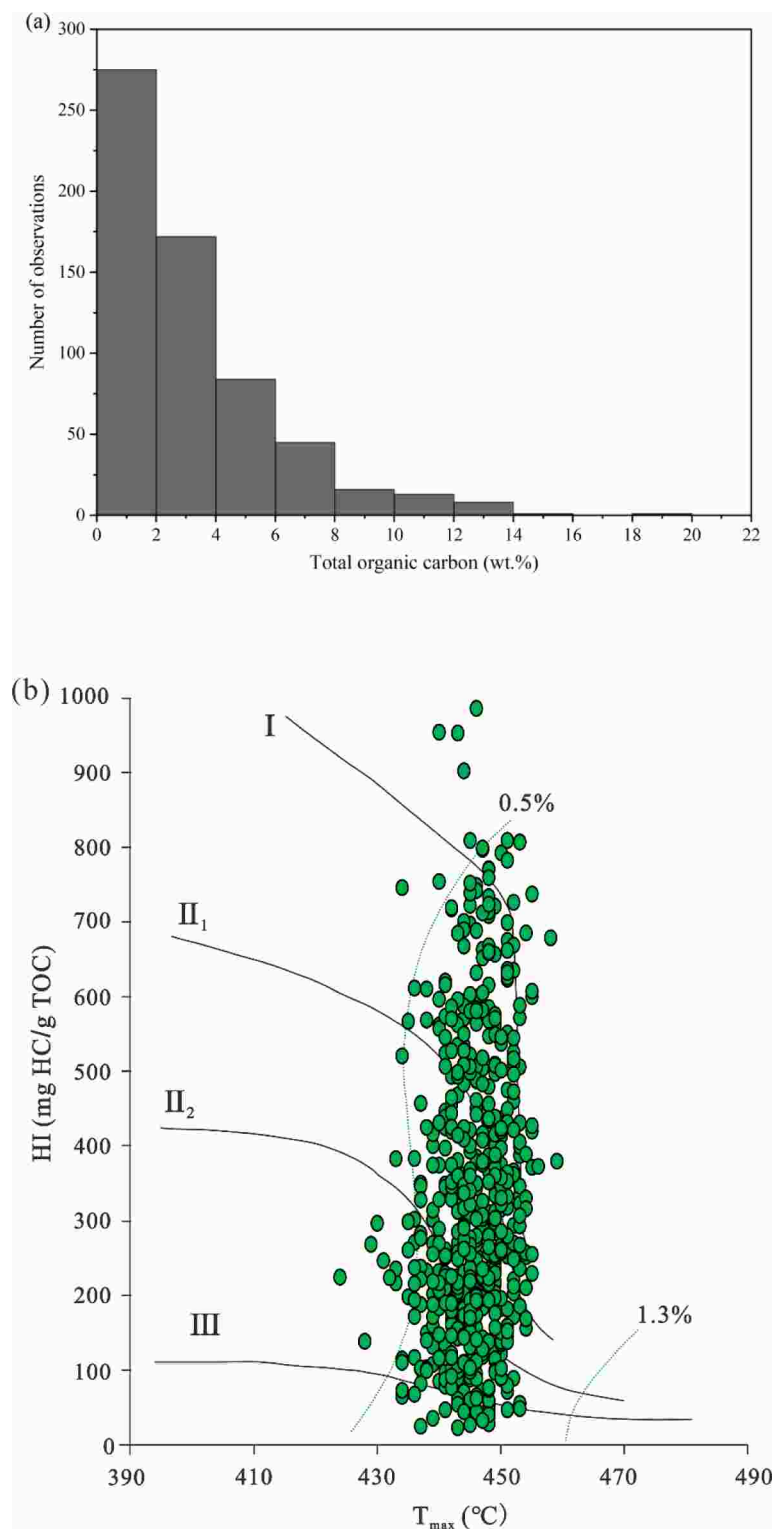 (a)
300
250
200
150
100
50
0
Number of observations
0 2 4 6 8 10 12 14 16 18 20 22
Total organic carbon (wt.%)
(b)
1000
900
800
700
600
500
400
300
200
100
0
HI (mg HC/g TOC)
I
0.5%
II₁
II₂
III
1.3%
390 410 430 450 470 490
Tmax (°C)